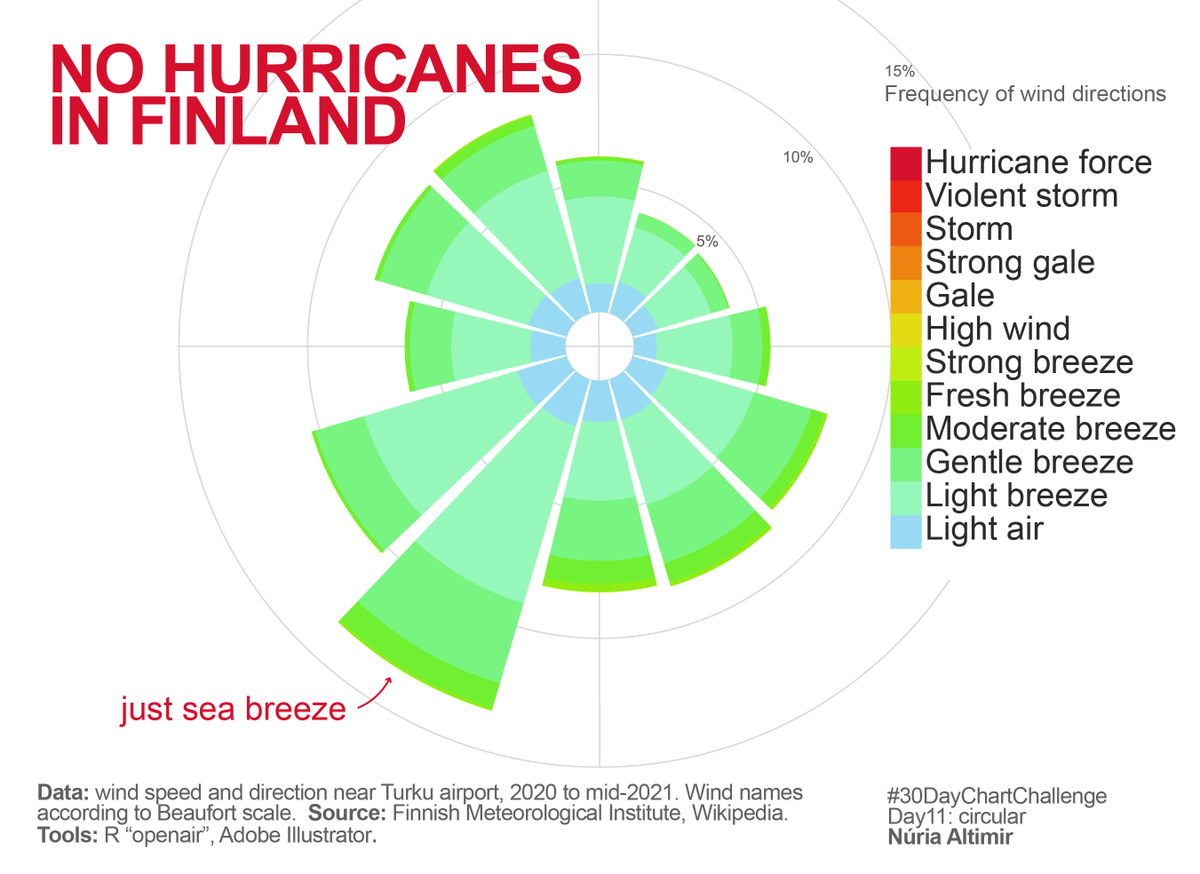 NO HURRICANES
IN FINLAND
15%
Frequency of wind directions
10%
5%
Hurricane force
Violent storm
Storm
Strong gale
Gale
High wind
Strong breeze
Fresh breeze
Moderate breeze
Gentle breeze
Light breeze
Light air
just sea breeze
Data: wind speed and direction near Turku airport, 2020 to mid-2021. Wind names
according to Beaufort scale. Source: Finnish Meteorological Institute, Wikipedia.
Tools: R “openair”, Adobe Illustrator.
#30DayChartChallenge
Day11: circular
Núria Altimir